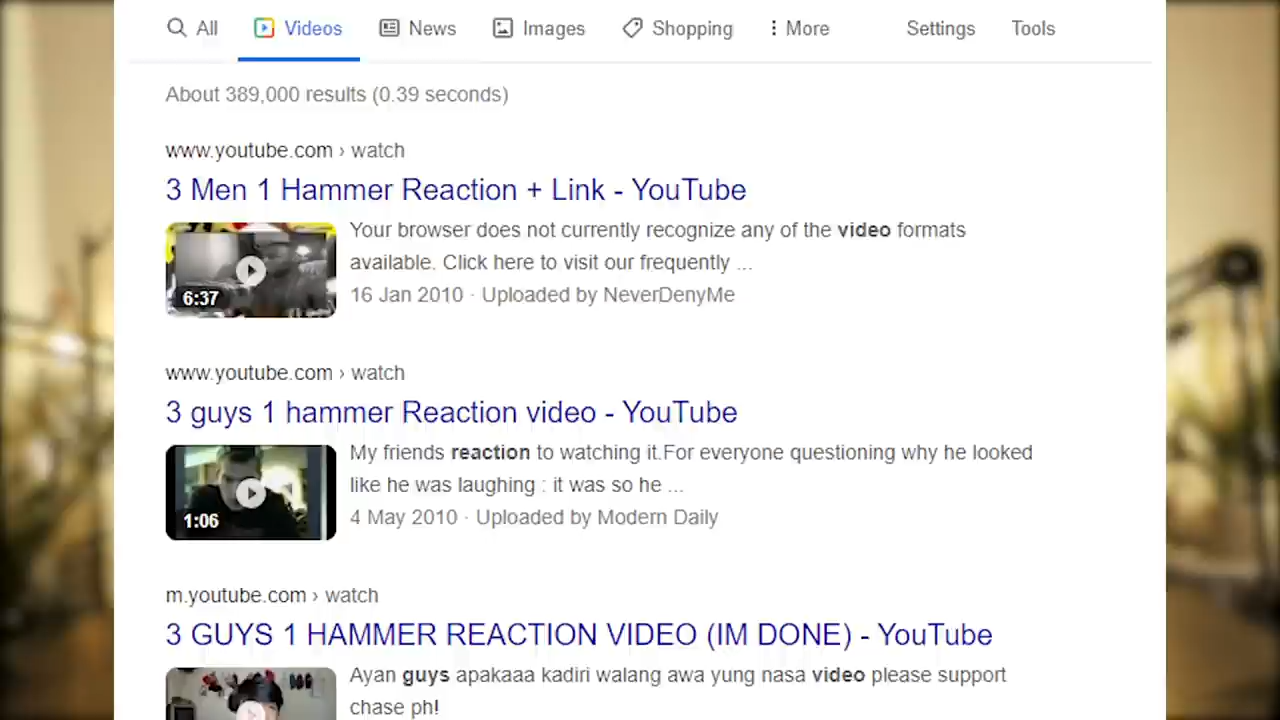 All Videos News Images Shopping More Settings Tools
About 389,000 results (0.39 seconds)
www.youtube.com › watch
3 Men 1 Hammer Reaction + Link - YouTube
Your browser does not currently recognize any of the video formats
available. Click here to visit our frequently ...
6:37
16 Jan 2010 · Uploaded by NeverDenyMe
www.youtube.com › watch
3 guys 1 hammer Reaction video - YouTube
My friends reaction to watching it.For everyone questioning why he looked
like he was laughing : it was so he ...
1:06
4 May 2010 · Uploaded by Modern Daily
m.youtube.com › watch
3 GUYS 1 HAMMER REACTION VIDEO (IM DONE) - YouTube
Ayan guys apakaaa kadiri walang awa yung nasa video please support
chase ph!